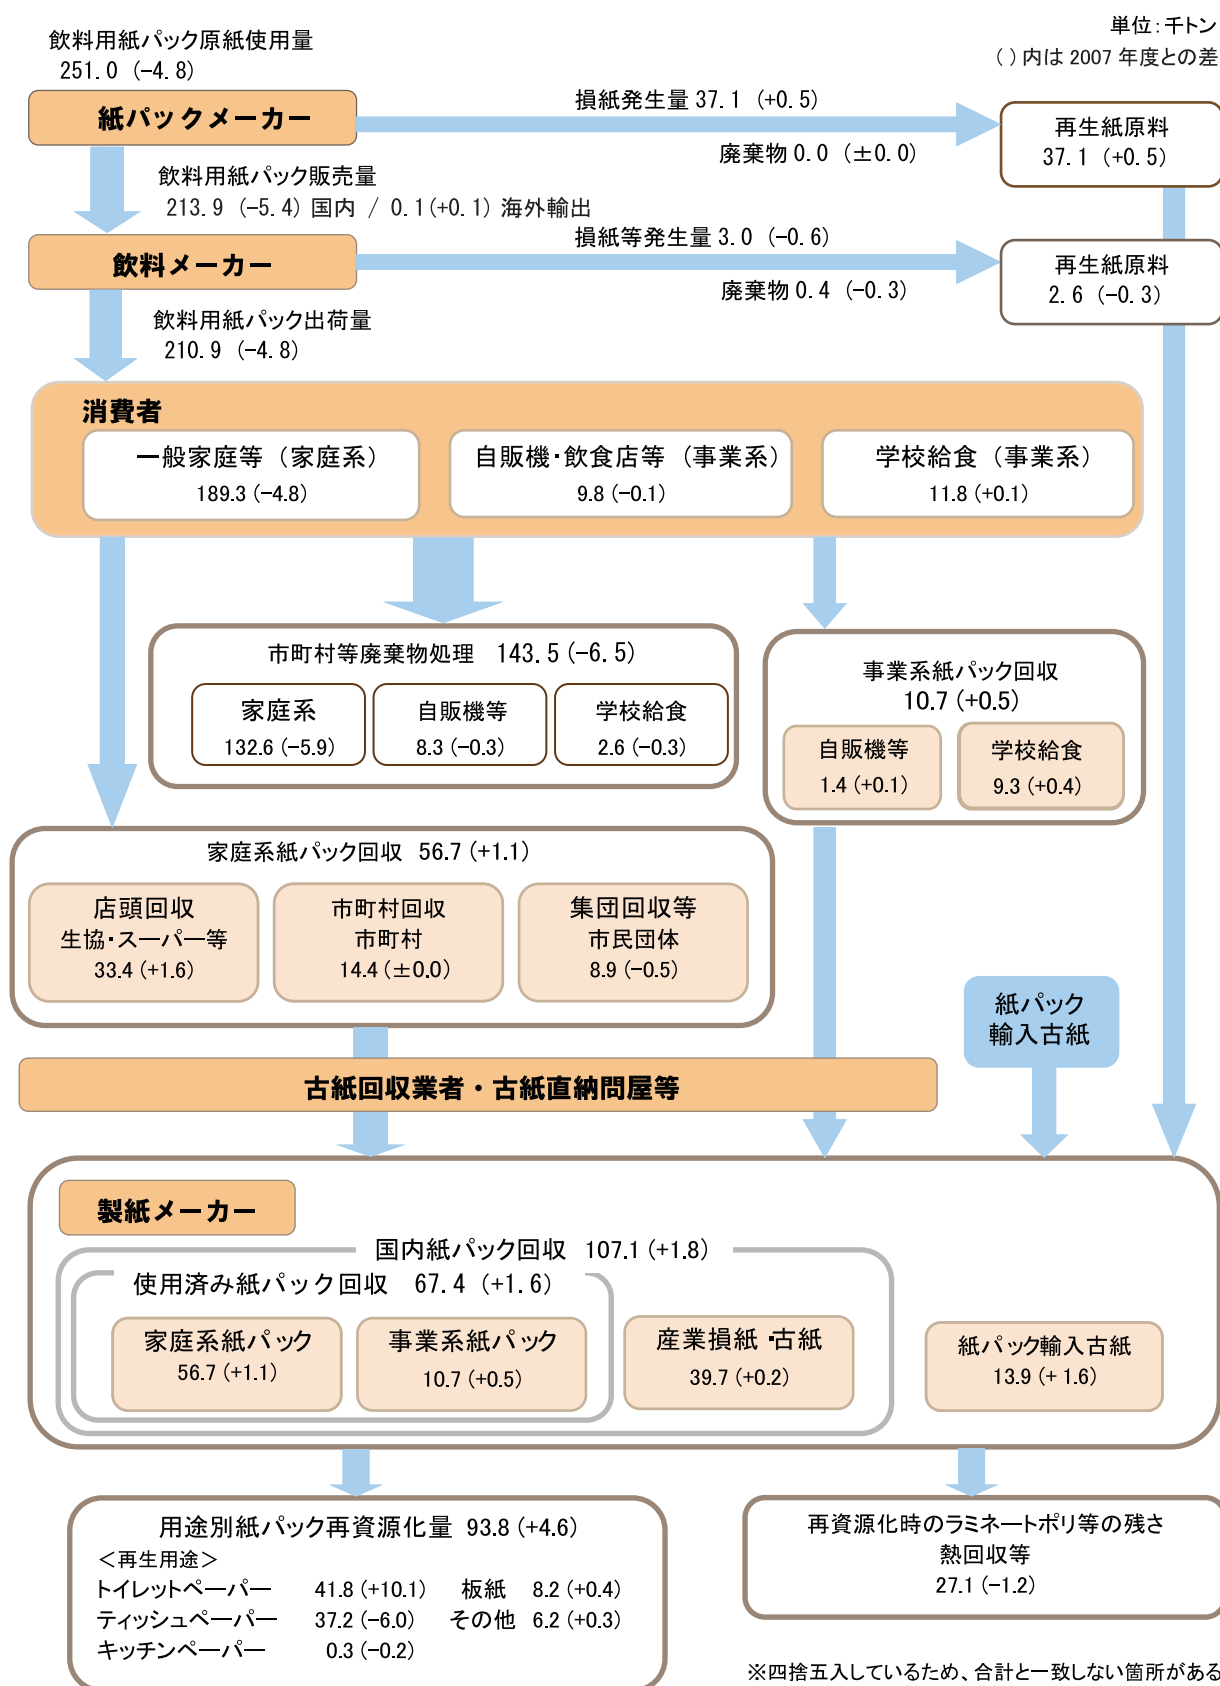 単位：千トン
（ ）内は 2007 年度との差
飲料用紙パック原紙使用量
251.0 (−4.8)
紙パックメーカー
損紙発生量 37.1 (+0.5)
廃棄物 0.0 (±0.0)
再生紙原料
37.1 (+0.5)
飲料用紙パック販売量
213.9 (−5.4) 国内 / 0.1(+0.1) 海外輸出
飲料メーカー
損紙等発生量 3.0 (−0.6)
廃棄物 0.4 (−0.3)
再生紙原料
2.6 (−0.3)
飲料用紙パック出荷量
210.9 (−4.8)
消費者
一般家庭等（家庭系）
189.3 (−4.8)
自販機・飲食店等（事業系）
9.8 (−0.1)
学校給食（事業系）
11.8 (+0.1)
市町村等廃棄物処理 143.5 (−6.5)
家庭系
132.6 (−5.9)
自販機等
8.3 (−0.3)
学校給食
2.6 (−0.3)
事業系紙パック回収
10.7 (+0.5)
自販機等
1.4 (+0.1)
学校給食
9.3 (+0.4)
家庭系紙パック回収 56.7 (+1.1)
店頭回収
生協・スーパー等
33.4 (+1.6)
市町村回収
市町村
14.4 (±0.0)
集団回収等
市民団体
8.9 (−0.5)
紙パック
輸入古紙
古紙回収業者・古紙直納問屋等
製紙メーカー
国内紙パック回収 107.1 (+1.8)
使用済み紙パック回収 67.4 (+1.6)
家庭系紙パック
56.7 (+1.1)
事業系紙パック
10.7 (+0.5)
産業損紙・古紙
39.7 (+0.2)
紙パック輸入古紙
13.9 (+ 1.6)
用途別紙パック再資源化量 93.8 (+4.6)
＜再生用途＞
トイレットペーパー 41.8 (+10.1) 板紙 8.2 (+0.4)
ティッシュペーパー 37.2 (−6.0) その他 6.2 (+0.3)
キッチンペーパー 0.3 (−0.2)
再資源化時のラミネートポリ等の残さ
熱回収等
27.1 (−1.2)
※四捨五入しているため、合計と一致しない箇所がある